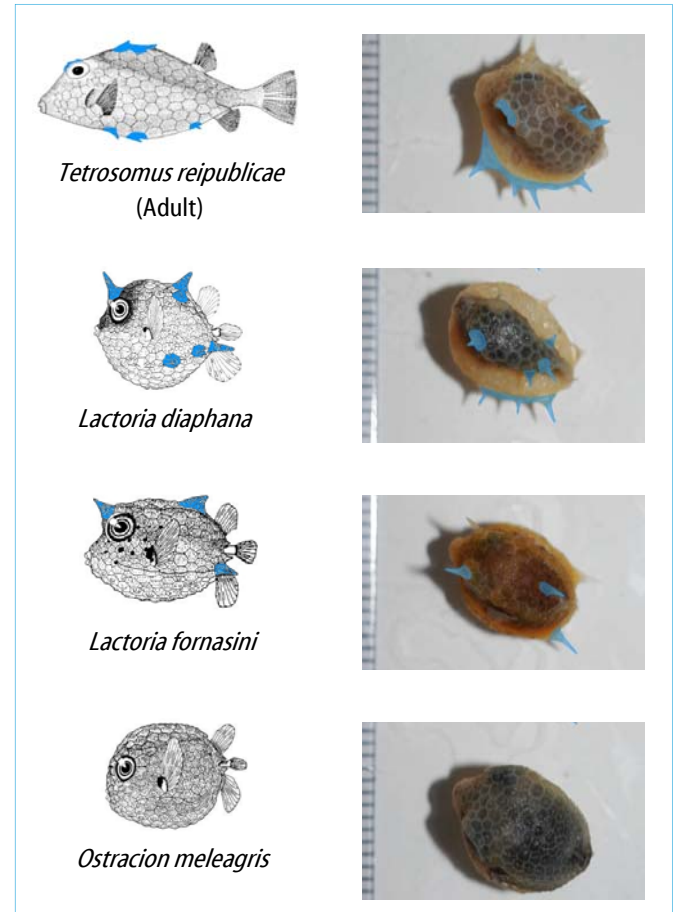 Tetrosomus reipublicae
(Adult)
Lactoria diaphana
Lactoria fornasini
Ostracion meleagris